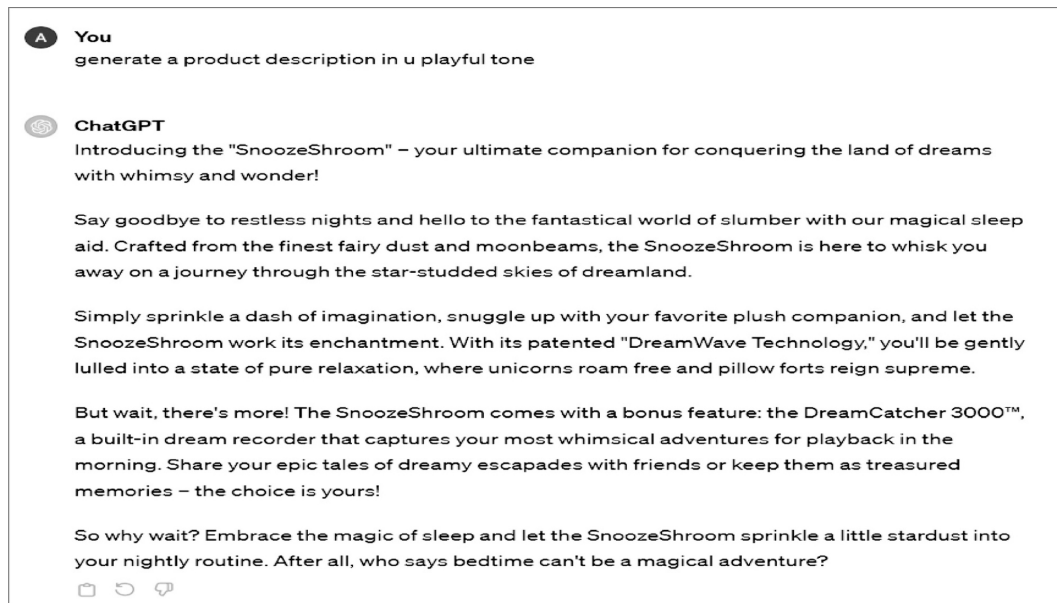 A
You
generate a product description in u playful tone
ChatGPT
Introducing the "SnoozeShroom" – your ultimate companion for conquering the land of dreams
with whimsy and wonder!
Say goodbye to restless nights and hello to the fantastical world of slumber with our magical sleep
aid. Crafted from the finest fairy dust and moonbeams, the SnoozeShroom is here to whisk you
away on a journey through the star-studded skies of dreamland.
Simply sprinkle a dash of imagination, snuggle up with your favorite plush companion, and let the
SnoozeShroom work its enchantment. With its patented "DreamWave Technology," you'll be gently
lulled into a state of pure relaxation, where unicorns roam free and pillow forts reign supreme.
But wait, there's more! The SnoozeShroom comes with a bonus feature: the DreamCatcher 3000™,
a built-in dream recorder that captures your most whimsical adventures for playback in the
morning. Share your epic tales of dreamy escapades with friends or keep them as treasured
memories – the choice is yours!
So why wait? Embrace the magic of sleep and let the SnoozeShroom sprinkle a little stardust into
your nightly routine. After all, who says bedtime can't be a magical adventure?